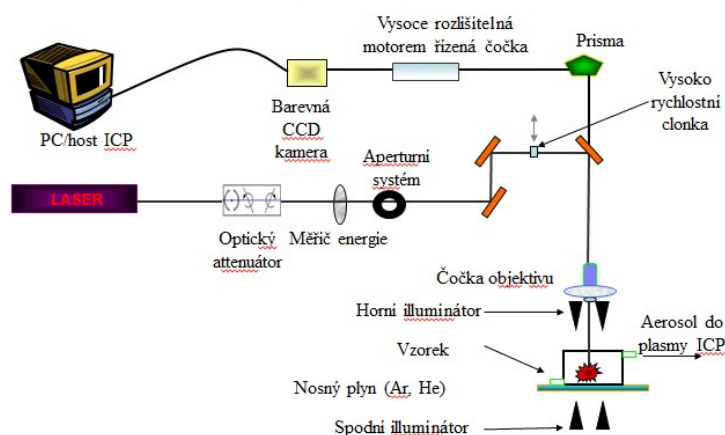 Vysoce rozlišitelná
motorem řízená čočka
Prisma
Vysoko
rychlostní
clonka
PC/host ICP
Barevná
CCD
kamera
Aperturní
systém
LASER
Optický
attenuátor
Měřič energie
Čočka objektivu
Horní illuminátor
Aerosol do
plasmy ICP
Vzorek
Nosný plyn (Ar, He)
Spodní illuminátor